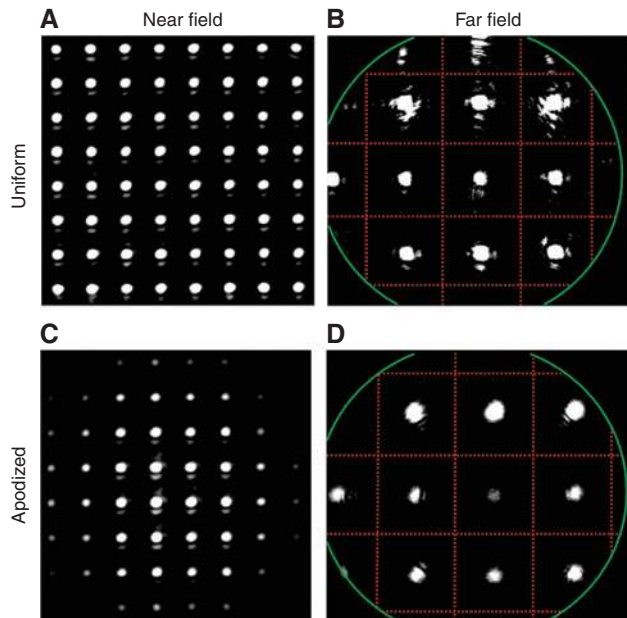 A Near field
B Far field
Uniform
C
D
Apodized